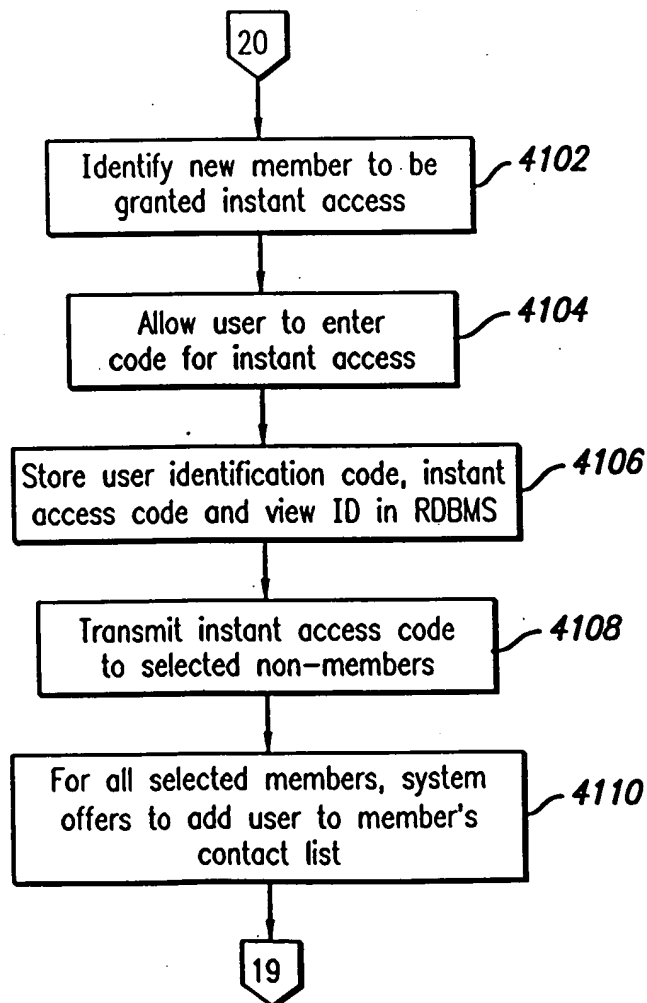 20
Identify new member to be
granted instant access
4102
Allow user to enter
code for instant access
4104
Store user identification code, instant
access code and view ID in RDBMS
4106
Transmit instant access code
to selected non-members
4108
For all selected members, system
offers to add user to member's
contact list
4110
19